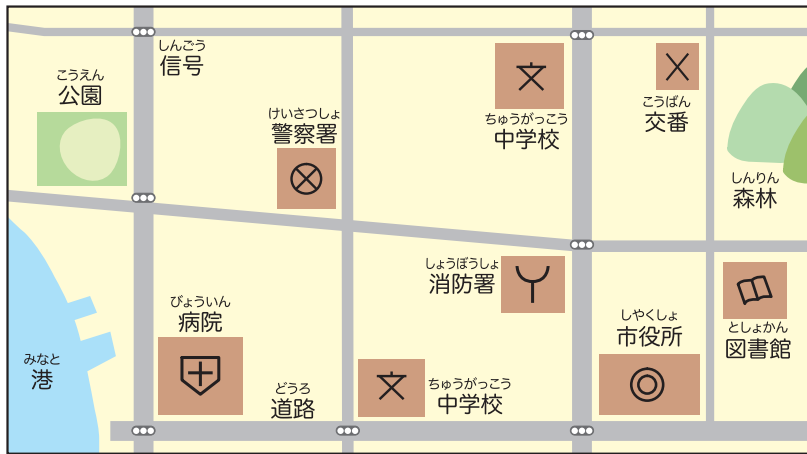 しんごう
信号
こうえん
公園
けいさつしょ
警察署
ちゅうがっこう
中学校
こうばん
交番
しんりん
森林
しょうぼうしょ
消防署
びょういん
病院
しやくしょ
市役所
としょかん
図書館
みなと
港
どうろ
道路
ちゅうがっこう
中学校